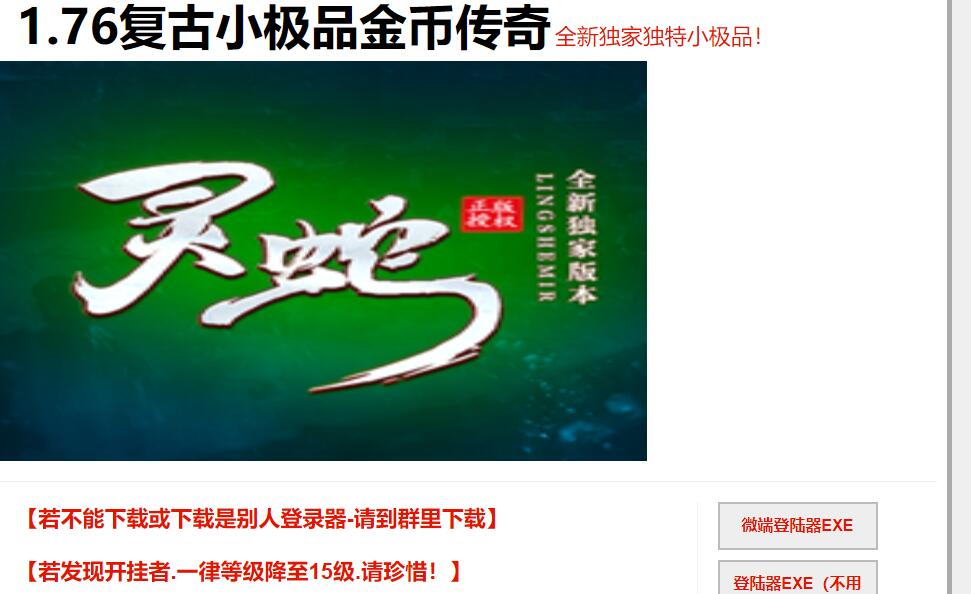 1.76复古小极品金币传奇 全新独家独特小极品！
灵蛇
正版
授权
LINGSHEMIR
全新独家版本
【若不能下载或下载是别人登录器-请到群里下载】
微端登陆器EXE
【若发现开挂者.一律等级降至15级.请珍惜！】
登陆器EXE（不用